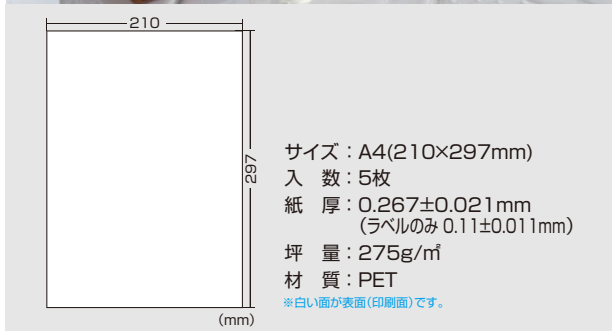 210
297
(mm)
サイズ：A4(210×297mm)
入　数：5枚
紙　厚：0.267±0.021mm
（ラベルのみ 0.11±0.011mm）
坪　量：275g/㎡
材　質：PET
※白い面が表面(印刷面)です。